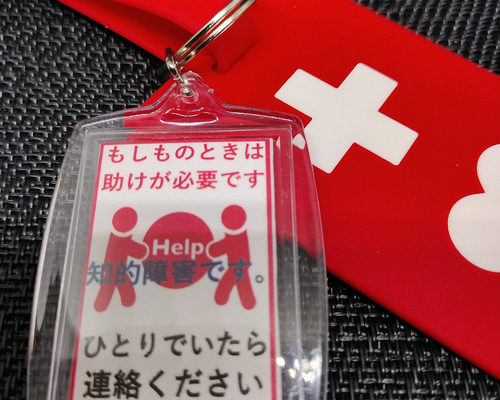 もしものときは
助けが必要です
Help
知的障害です。
ひとりでいたら
連絡ください